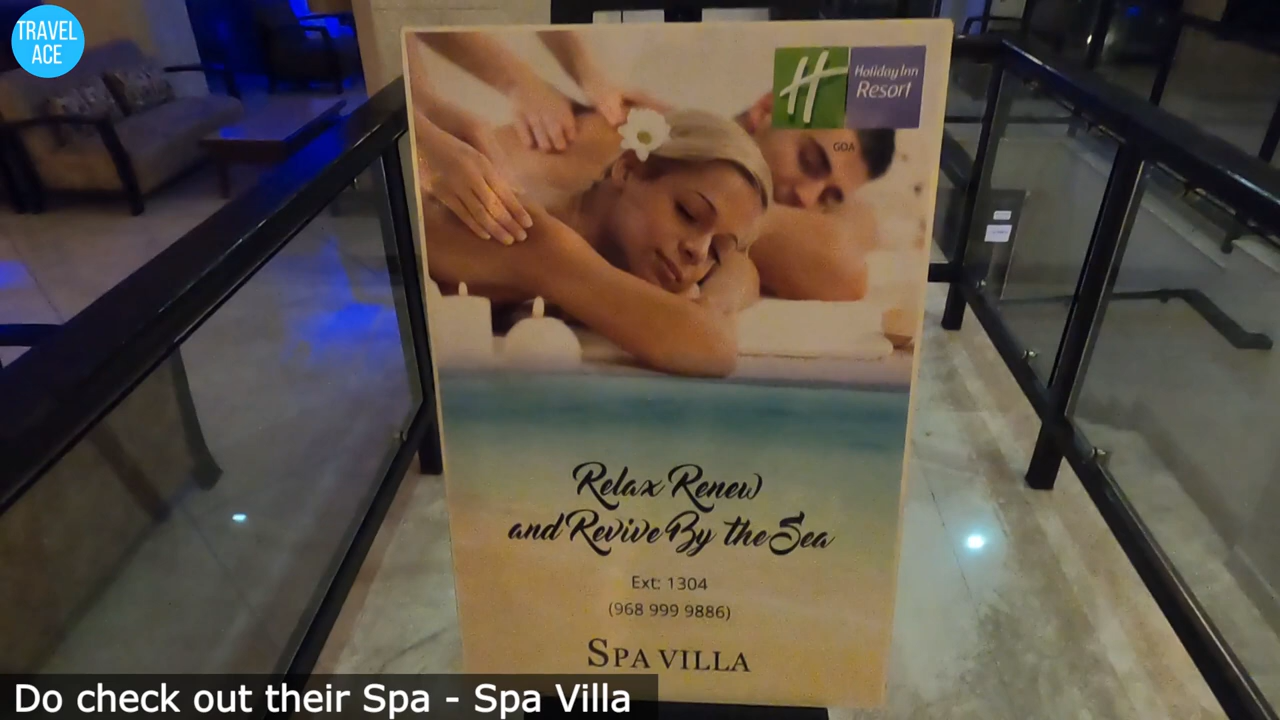 TRAVEL
ACE
H
Holiday Inn
Resort
GOA
Relax Renew
and Revive By the Sea
Ext: 1304
(968 999 9886)
SPA VILLA
Do check out their Spa - Spa Villa